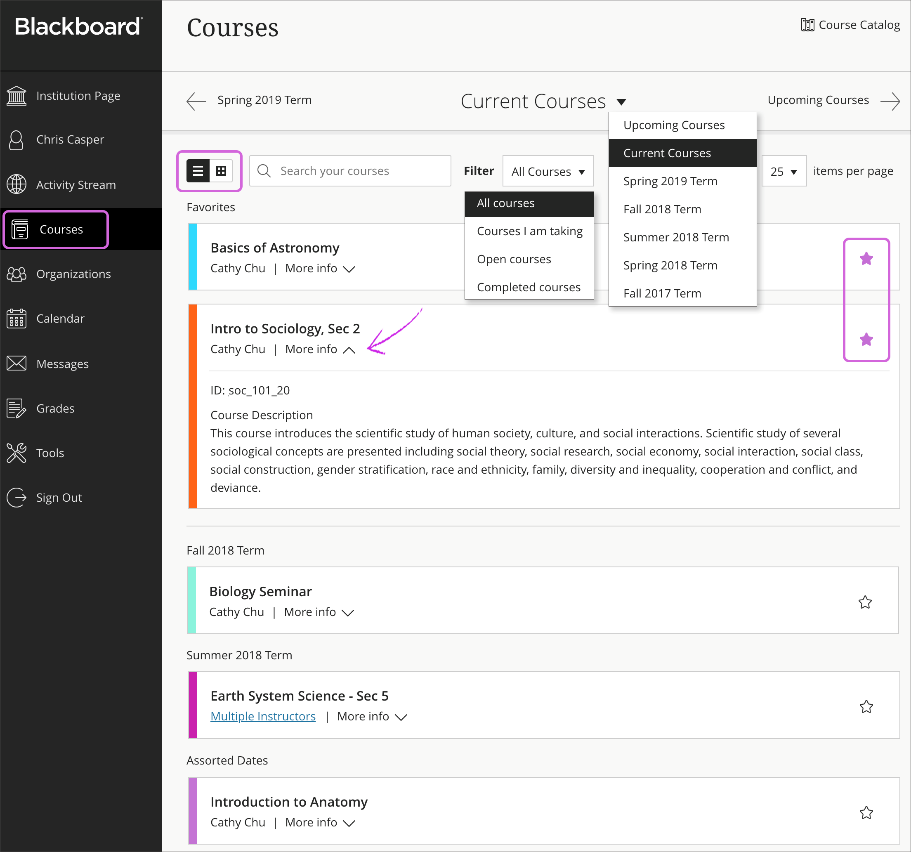 Blackboard
Courses
Course Catalog
Institution Page
Chris Casper
Activity Stream
Courses
Organizations
Calendar
Messages
Grades
Tools
Sign Out
Spring 2019 Term
Current Courses
Upcoming Courses
Upcoming Courses
Current Courses
Spring 2019 Term
Fall 2018 Term
Summer 2018 Term
Spring 2018 Term
Fall 2017 Term
Search your courses
Filter
All Courses
25
items per page
All courses
Courses I am taking
Open courses
Completed courses
Favorites
Basics of Astronomy
Cathy Chu | More info
Intro to Sociology, Sec 2
Cathy Chu | More info
ID: soc_101_20
Course Description
This course introduces the scientific study of human society, culture, and social interactions. Scientific study of several
sociological concepts are presented including social theory, social research, social economy, social interaction, social class,
social construction, gender stratification, race and ethnicity, family, diversity and inequality, cooperation and conflict, and
deviance.
Fall 2018 Term
Biology Seminar
Cathy Chu | More info
Summer 2018 Term
Earth System Science - Sec 5
Multiple Instructors | More info
Assorted Dates
Introduction to Anatomy
Cathy Chu | More info